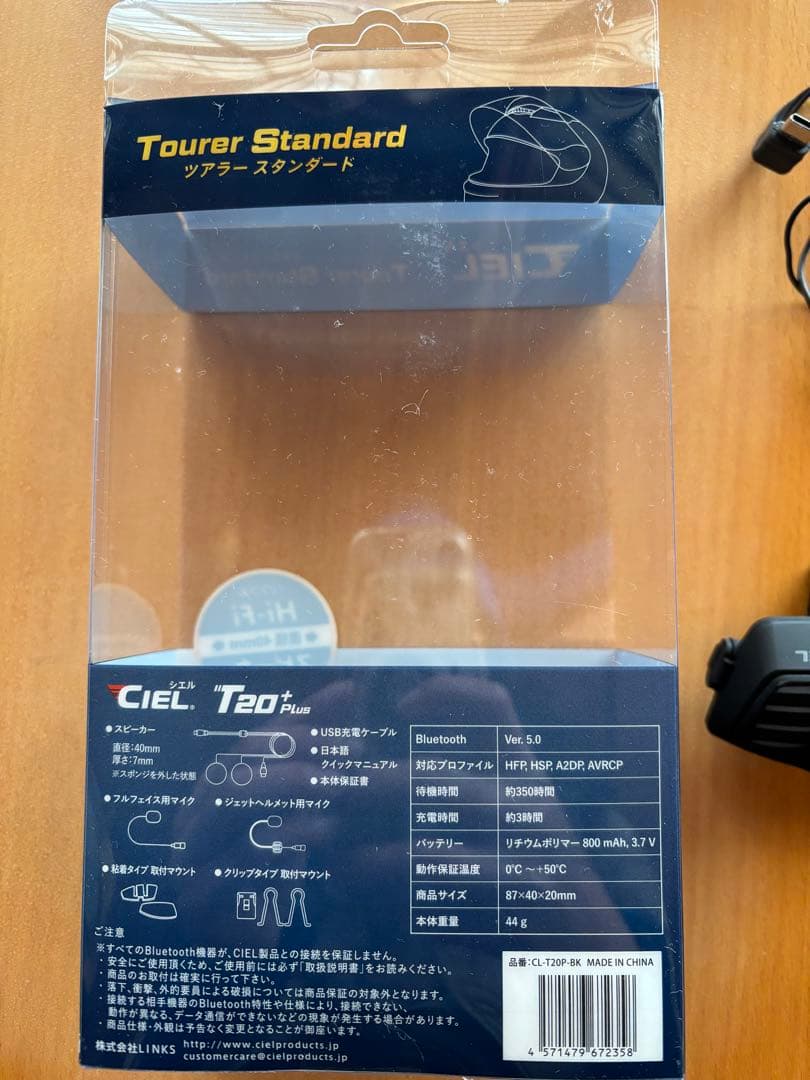 Tourer Standard
ツアラー スタンダード
CIEL
Tourer Standard
Hi-Fi
シエル
CIEL®
T20+
Plus
● スピーカー
直径:40mm
厚さ:7mm
※スポンジを外した状態
● USB充電ケーブル
● 日本語
クイックマニュアル
● 本体保証書
● フルフェイス用マイク
● ジェットヘルメット用マイク
● 粘着タイプ 取付マウント
● クリップタイプ 取付マウント
Bluetooth Ver. 5.0
対応プロファイル HFP, HSP, A2DP, AVRCP
待機時間 約350時間
充電時間 約3時間
バッテリー リチウムポリマー 800 mAh, 3.7 V
動作保証温度 0℃ ～+50℃
商品サイズ 87×40×20mm
本体重量 44 g
ご注意
※すべてのBluetooth機器が、CIEL製品との接続を保証しません。
・安全にご使用頂くため、ご使用前には必ず「取扱説明書」をお読みください。
・商品のお取付は確実に行って下さい。
・落下、衝撃、外的要員による破損については商品保証の対象外となります。
・接続する相手機器のBluetooth特性や仕様により、接続できない、
動作が異なる、データ通信ができないなどの現象が発生する場合があります。
・商品仕様・外観は予告なく変更となることが御座います。
株式会社LINKS http://www.cielproducts.jp
customercare@cielproducts.jp
品番:CL-T20P-BK MADE IN CHINA
4 571479 672358